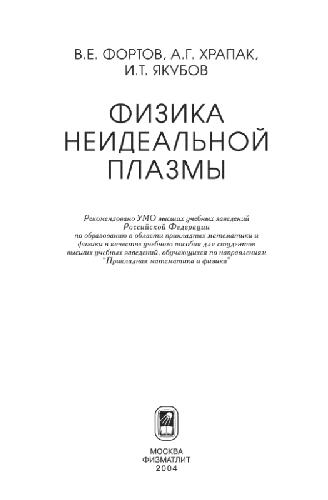 В.Е. ФОРТОВ, А.Г. ХРАПАК,
И.Т. ЯКУБОВ
ФИЗИКА
НЕИДЕАЛЬНОЙ
ПЛАЗМЫ
Рекомендовано УМО высших учебных заведений
Российской Федерации
по образованию в области прикладных математики и
физики в качестве учебного пособия для студентов
высших учебных заведений, обучающихся по направлениям
"Прикладная математика и физика"
МОСКВА
ФИЗМАТЛИТ
2004